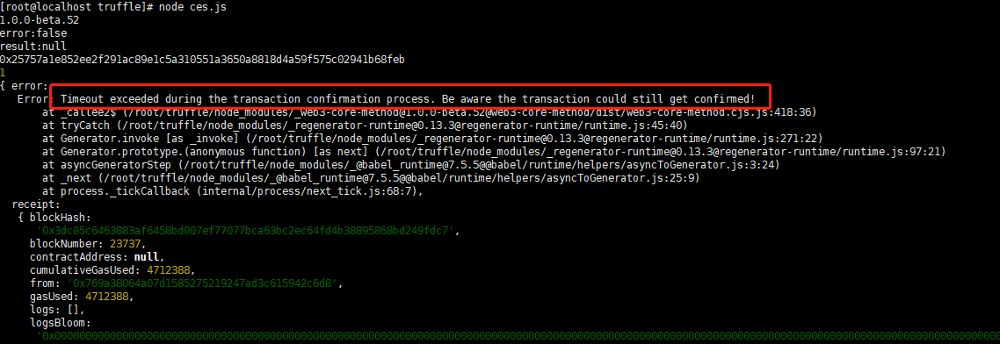 [root@localhost truffle]# node ces.js
1.0.0-beta.52
error:false
result:null
0x25757a1e852ee2f291ac89e1c5a310551a3650a8818d4a59f575c02941b68feb
1
{ error:
Error: Timeout exceeded during the transaction confirmation process. Be aware the transaction could still get confirmed!
at _callee2$ (/root/truffle/node_modules/_web3-core-method@1.0.0-beta.52@web3-core-method/dist/web3-core-method.cjs.js:418:36)
at tryCatch (/root/truffle/node_modules/_regenerator-runtime@0.13.3@regenerator-runtime/runtime.js:45:40)
at Generator.invoke [as _invoke] (/root/truffle/node_modules/_regenerator-runtime@0.13.3@regenerator-runtime/runtime.js:271:22)
at Generator.prototype.(anonymous function) [as next] (/root/truffle/node_modules/_regenerator-runtime@0.13.3@regenerator-runtime/runtime.js:97:21)
at asyncGeneratorStep (/root/truffle/node_modules/_@babel_runtime@7.5.5@@babel/runtime/helpers/asyncToGenerator.js:3:24)
at _next (/root/truffle/node_modules/_@babel_runtime@7.5.5@@babel/runtime/helpers/asyncToGenerator.js:25:9)
at process._tickCallback (internal/process/next_tick.js:68:7),
receipt:
{ blockHash:
'0x3dc85c6463883af6458bd007ef77077bca63bc2ec64fd4b38895868bd249fdc7',
blockNumber: 23737,
contractAddress: null,
cumulativeGasUsed: 4712388,
from: '0x769a38064a07d1585275219247ad3c615942c6d8',
gasUsed: 4712388,
logs: [],
logsBloom: